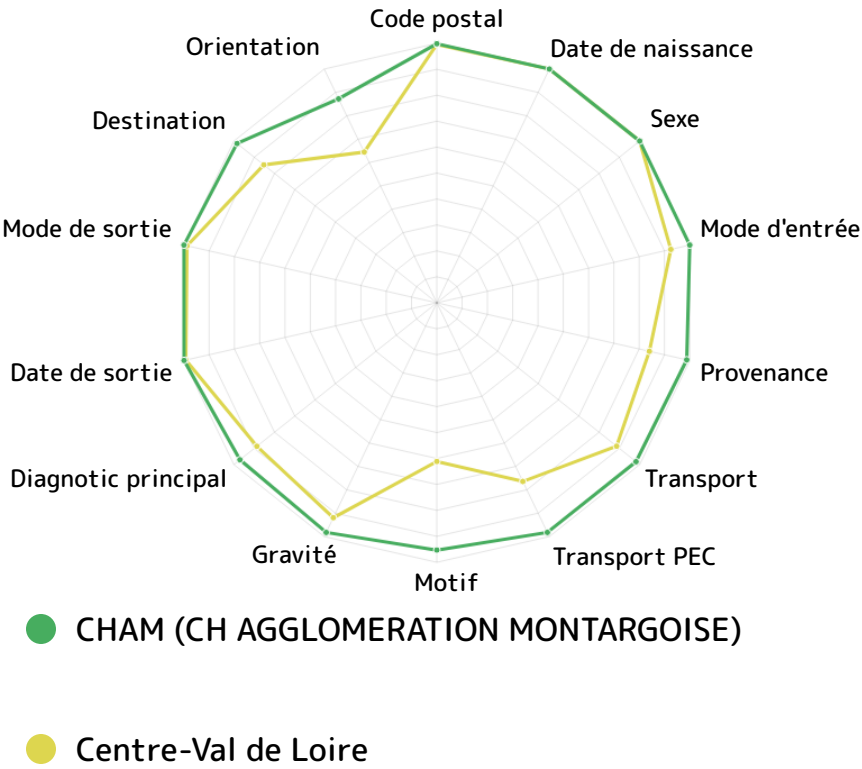 Code postal
Orientation
Date de naissance
Destination
Sexe
Mode de sortie
Mode d'entrée
Date de sortie
Provenance
Diagnotic principal
Transport
Gravité
Transport PEC
Motif
CHAM (CH AGGLOMERATION MONTARGOISE)
Centre-Val de Loire